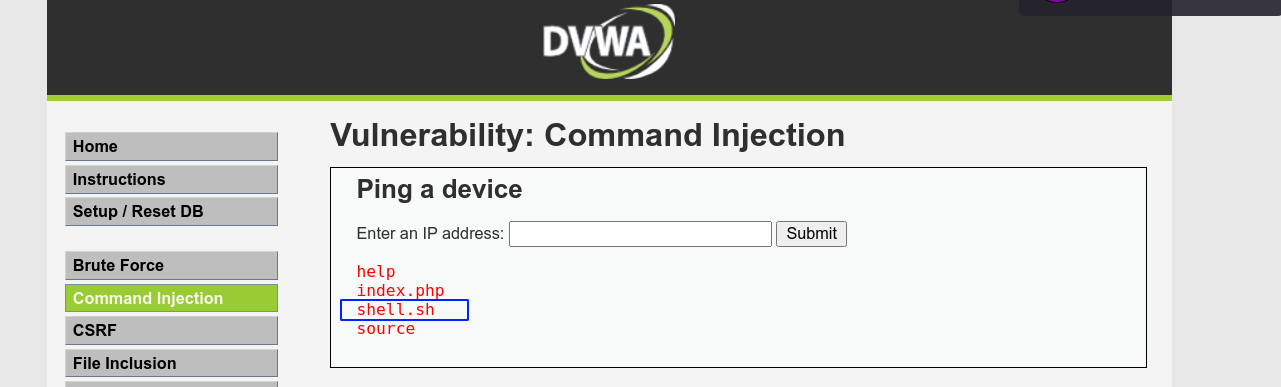 DVWA
Vulnerability: Command Injection
Home
Instructions
Setup / Reset DB
Brute Force
Command Injection
CSRF
File Inclusion
Ping a device
Enter an IP address: Submit
help
index.php
shell.sh
source